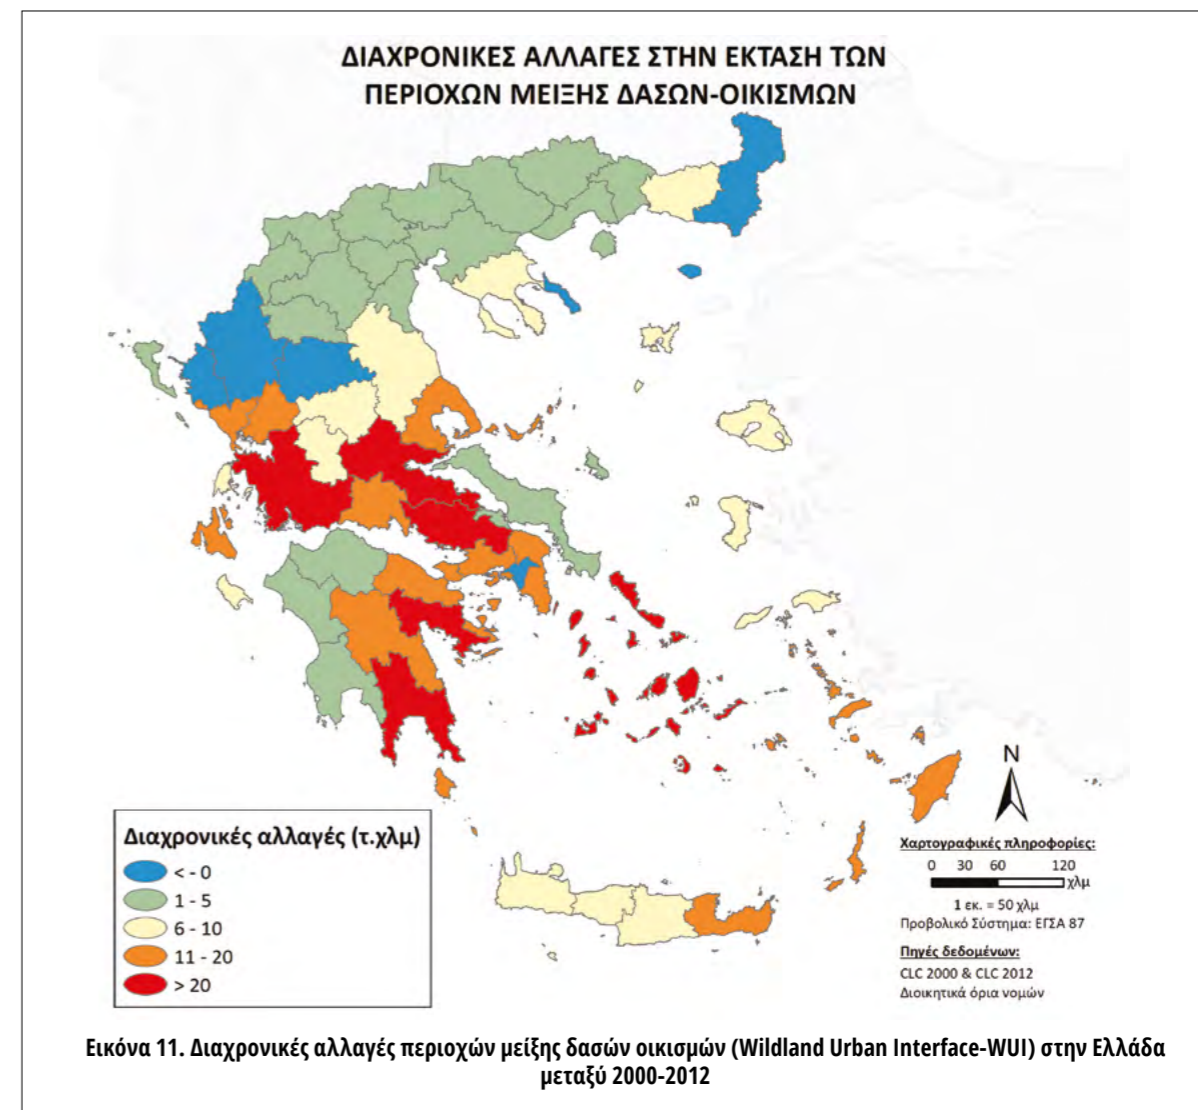 ΔΙΑΧΡΟΝΙΚΕΣ ΑΛΛΑΓΕΣ ΣΤΗΝ ΕΚΤΑΣΗ ΤΩΝ
ΠΕΡΙΟΧΩΝ ΜΕΙΞΗΣ ΔΑΣΩΝ-ΟΙΚΙΣΜΩΝ
Διαχρονικές αλλαγές (τ.χλμ)
< - 0
1 - 5
6 - 10
11 - 20
> 20
N
Χαρτογραφικές πληροφορίες:
0 30 60 120
χλμ
1 εκ. = 50 χλμ
Προβολικό Σύστημα: ΕΓΣΑ 87
Πηγές δεδομένων:
CLC 2000 & CLC 2012
Διοικητικά όρια νομών
Εικόνα 11. Διαχρονικές αλλαγές περιοχών μείξης δασών οικισμών (Wildland Urban Interface-WUI) στην Ελλάδα
μεταξύ 2000-2012